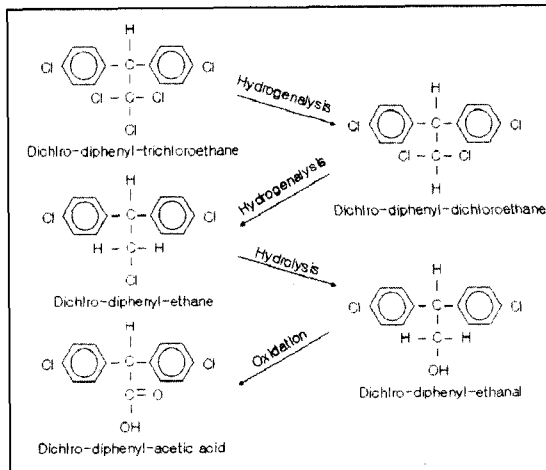 H
Cl C Cl
Cl C Cl
Cl
Dichlro-diphenyl-trichloroethane
Hydrogenalysis
H
Cl C Cl
Cl C Cl
H
Dichlro-diphenyl-dichloroethane
Hydrogenalysis
H
Cl C Cl
H C H
Cl
Dichlro-diphenyl-ethane
Hydrolysis
H
Cl C Cl
H C H
OH
Dichlro-diphenyl-ethanal
Oxidation
H
Cl C Cl
C=O
OH
Dichlro-diphenyl-acetic acid